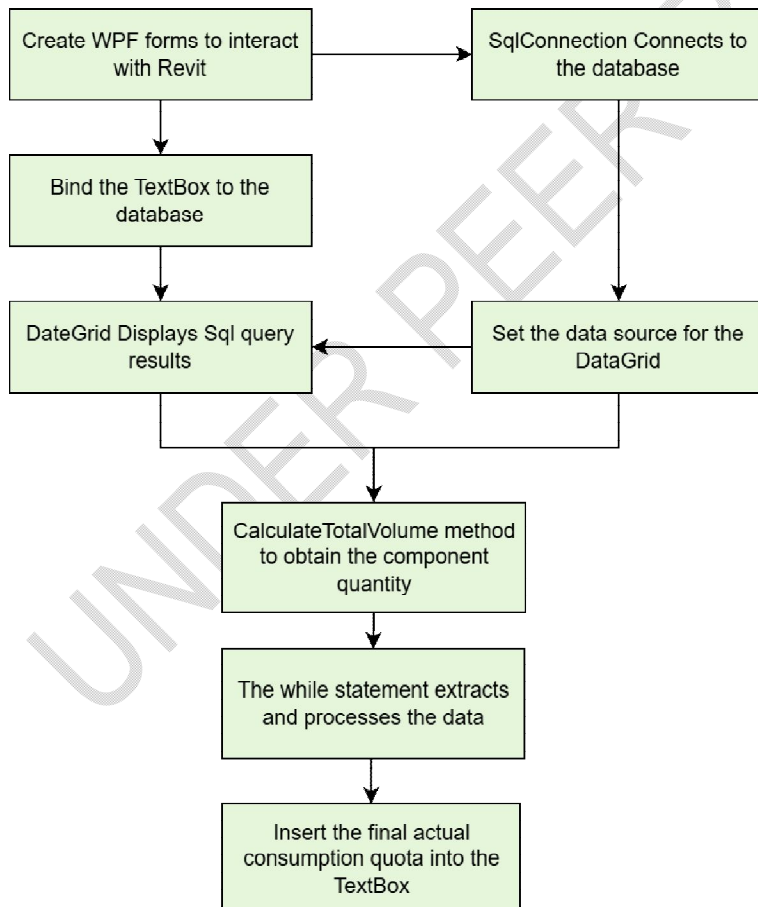 Create WPF forms to interact
with Revit
SqlConnection Connects to
the database
Bind the TextBox to the
database
DateGrid Displays Sql query
results
Set the data source for the
DataGrid
CalculateTotalVolume method
to obtain the component
quantity
The while statement extracts
and processes the data
Insert the final actual
consumption quota into the
TextBox
UNDER PEER